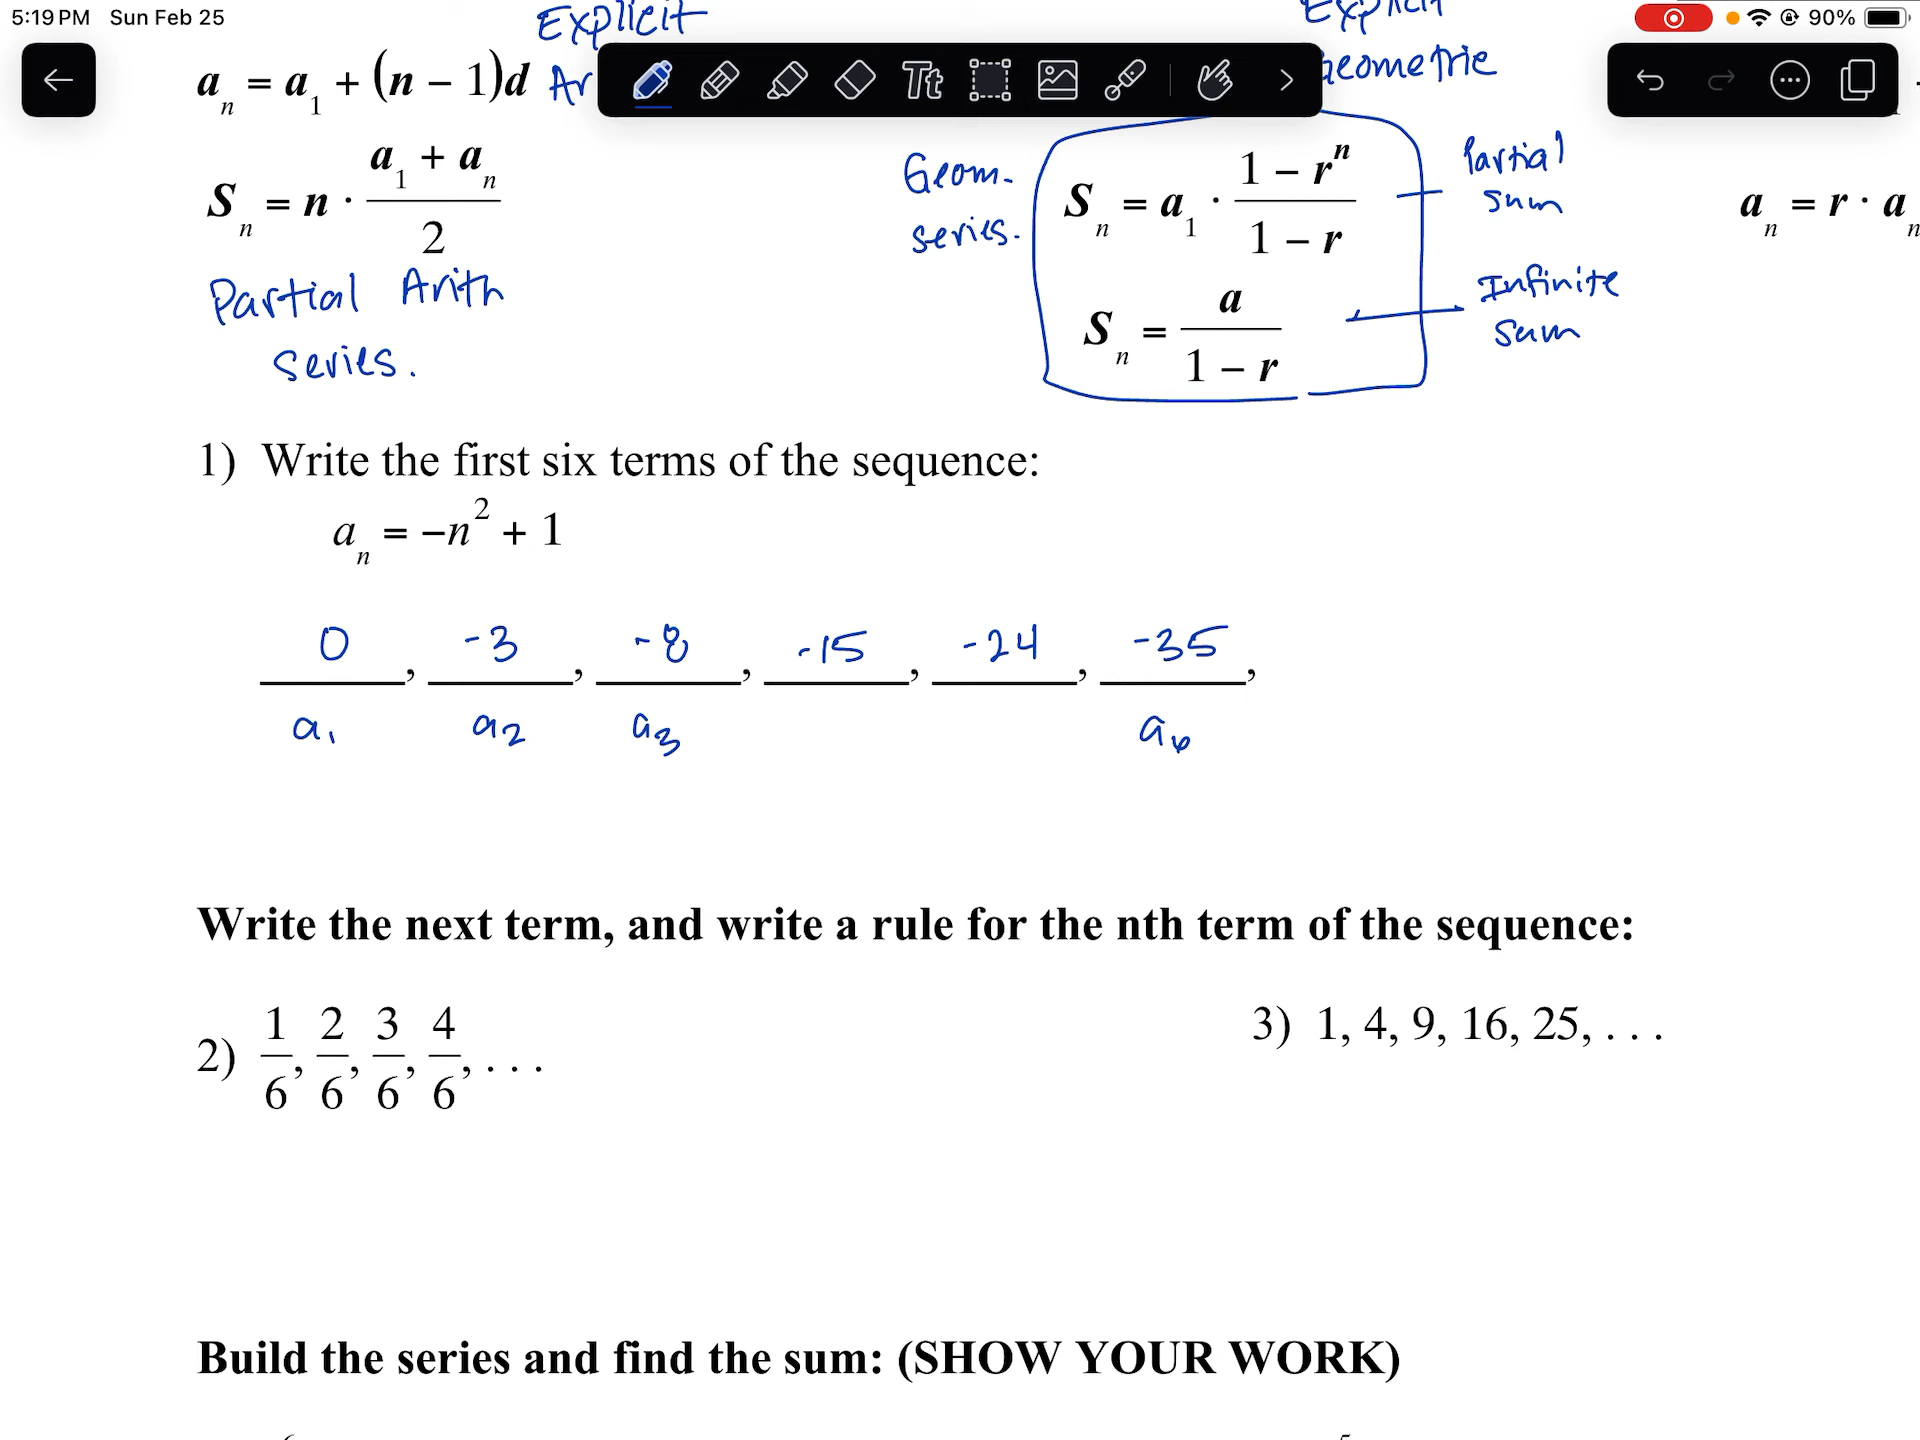 5:19 PM Sun Feb 25
90%
Explicit
Explicit
aₙ = a₁ + (n − 1)d Ar
Tt
Geometric
Sₙ = n · (a₁ + aₙ)/2
Partial Arith
series.
Geom.
series.
Sₙ = a₁ · (1 − rⁿ)/(1 − r)
Partial
sum
Sₙ = a/(1 − r)
Infinite
sum
aₙ = r · aₙ
1) Write the first six terms of the sequence:
aₙ = −n² + 1
0, -3, -8, -15, -24, -35,
a₁ a₂ a₃ a₆
Write the next term, and write a rule for the nth term of the sequence:
2) 1/6, 2/6, 3/6, 4/6, . . .
3) 1, 4, 9, 16, 25, . . .
Build the series and find the sum: (SHOW YOUR WORK)